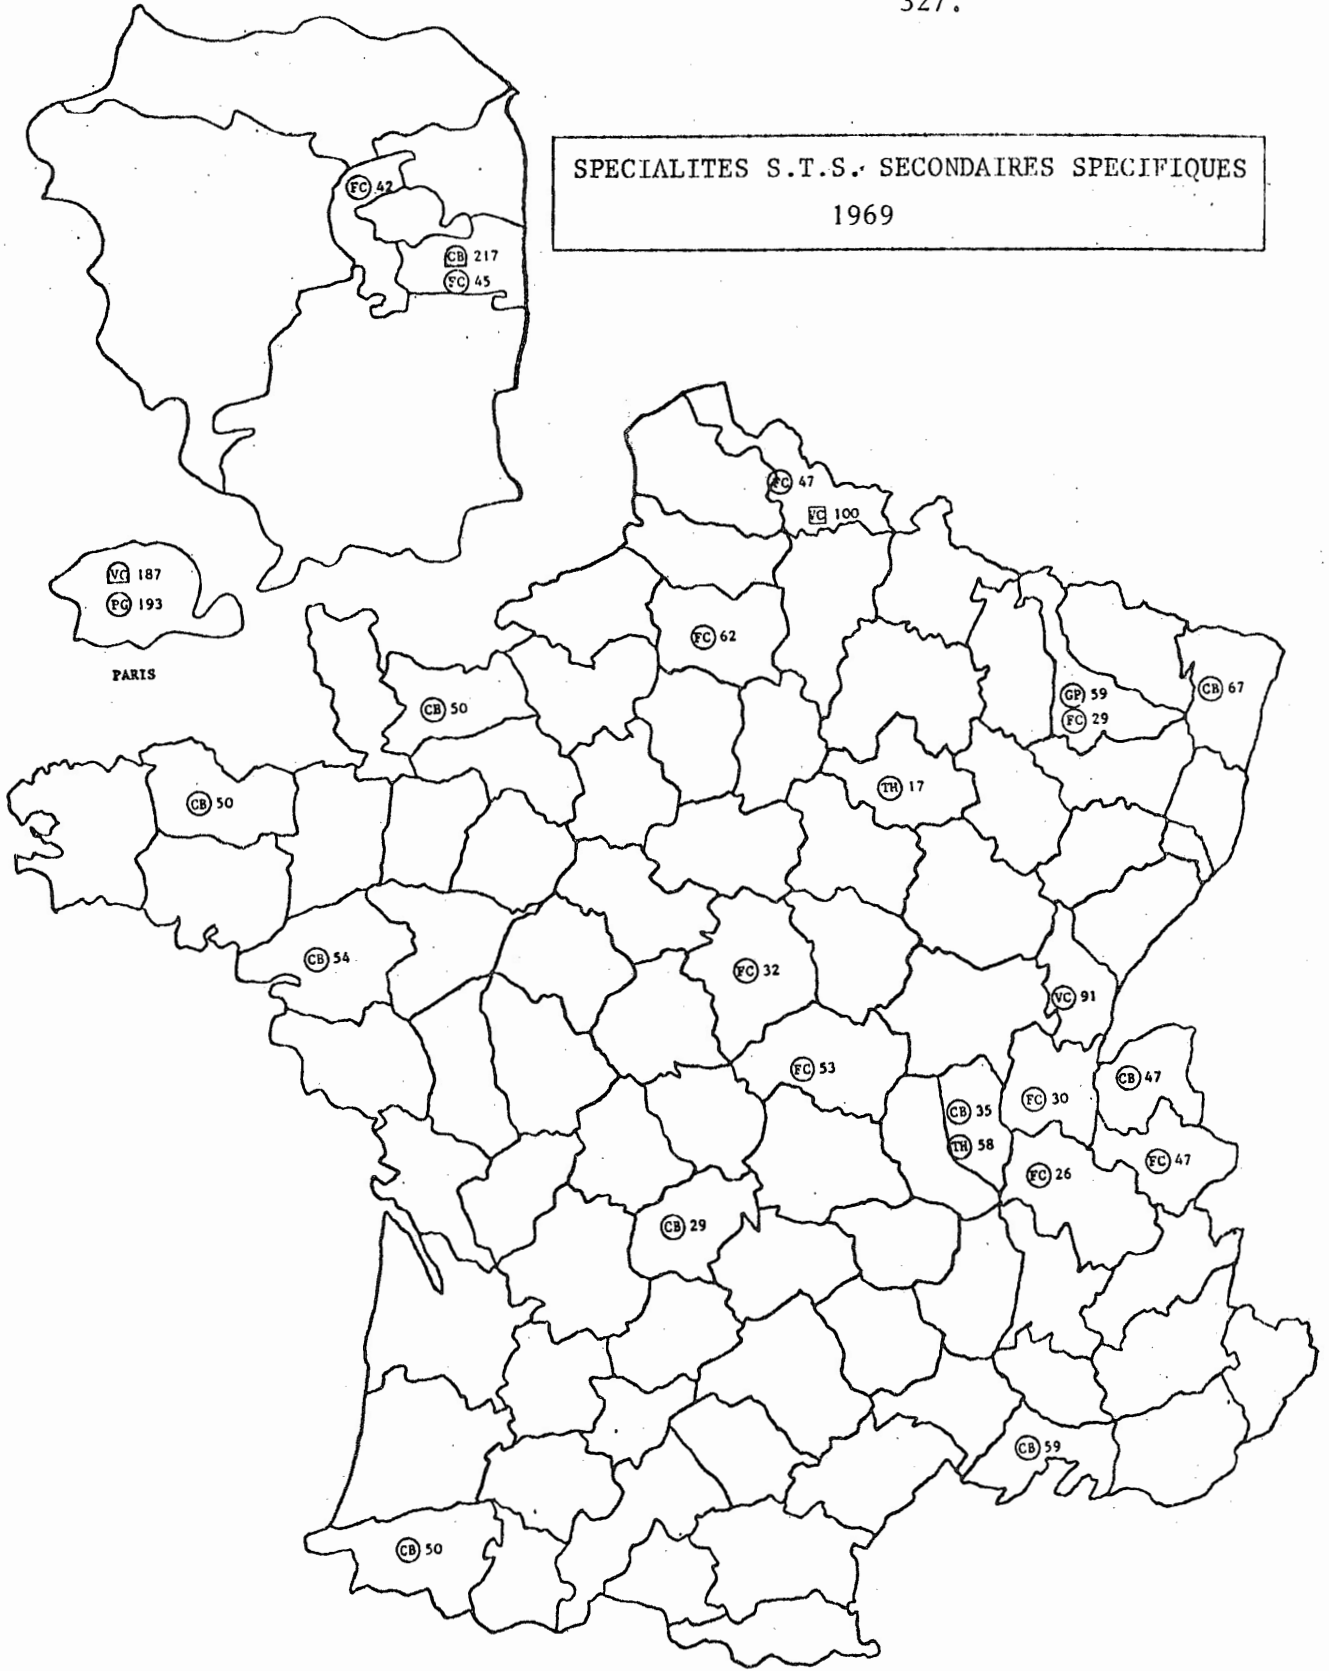 327.
SPECIALITES S.T.S. SECONDAIRES SPECIFIQUES
1969
FC 42
CB 217
FC 45
FC 47
VC 100
VC 187
PG 193
PARIS
FC 62
CB 67
GP 59
FC 29
CB 50
TH 17
CB 50
CB 54
FC 32
VC 91
FC 53
CB 47
CB 35
FC 30
TH 58
FC 47
FC 26
CB 29
CB 59
CB 50